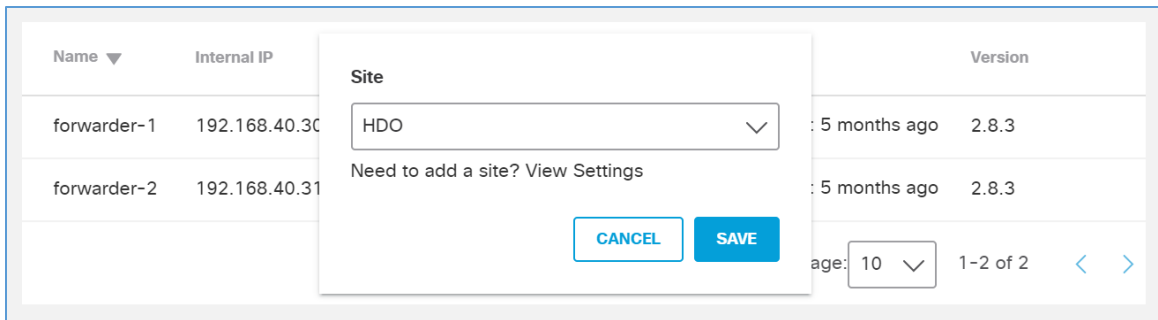 Name Internal IP Version
Site
forwarder-1 192.168.40.30 HDO 5 months ago 2.8.3
Need to add a site? View Settings
forwarder-2 192.168.40.31 5 months ago 2.8.3
CANCEL SAVE
age: 10 1-2 of 2